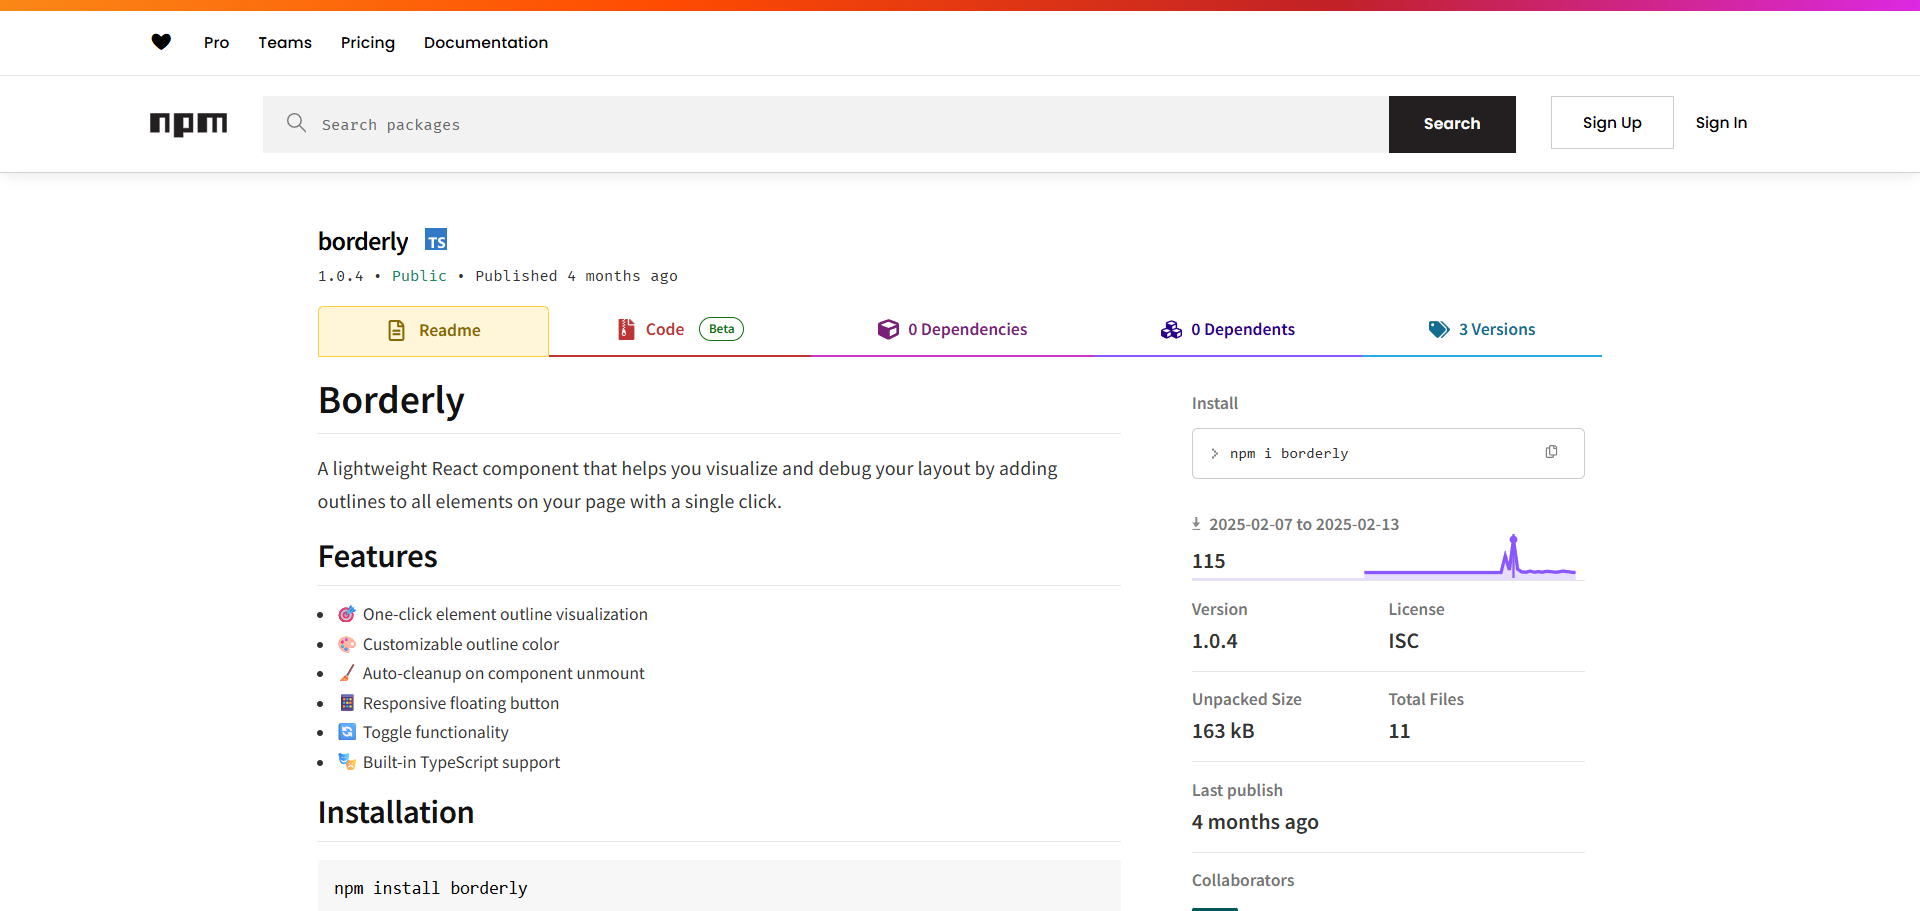 Pro
Teams
Pricing
Documentation
npm
Search packages
Search
Sign Up
Sign In
borderly TS
1.0.4 • Public • Published 4 months ago
Readme
Code Beta
0 Dependencies
0 Dependents
3 Versions
Borderly
A lightweight React component that helps you visualize and debug your layout by adding
outlines to all elements on your page with a single click.
Features
One-click element outline visualization
Customizable outline color
Auto-cleanup on component unmount
Responsive floating button
Toggle functionality
Built-in TypeScript support
Installation
npm install borderly
Install
npm i borderly
2025-02-07 to 2025-02-13
115
Version
1.0.4
License
ISC
Unpacked Size
163 kB
Total Files
11
Last publish
4 months ago
Collaborators